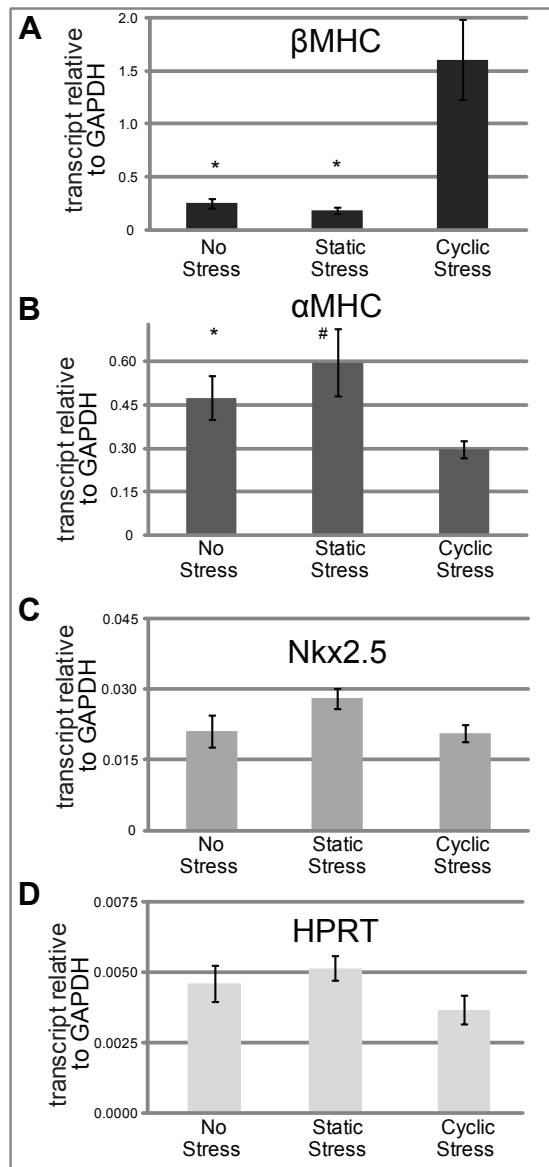 A
βMHC
transcript relative
to GAPDH
2.0
1.5
1.0
0.5
0
*
*
No
Stress
Static
Stress
Cyclic
Stress
B
αMHC
transcript relative
to GAPDH
0.60
0.45
0.30
0.15
0
*
#
No
Stress
Static
Stress
Cyclic
Stress
C
Nkx2.5
transcript relative
to GAPDH
0.045
0.030
0.015
0
No
Stress
Static
Stress
Cyclic
Stress
D
HPRT
transcript relative
to GAPDH
0.0075
0.0050
0.0025
0.0000
No
Stress
Static
Stress
Cyclic
Stress